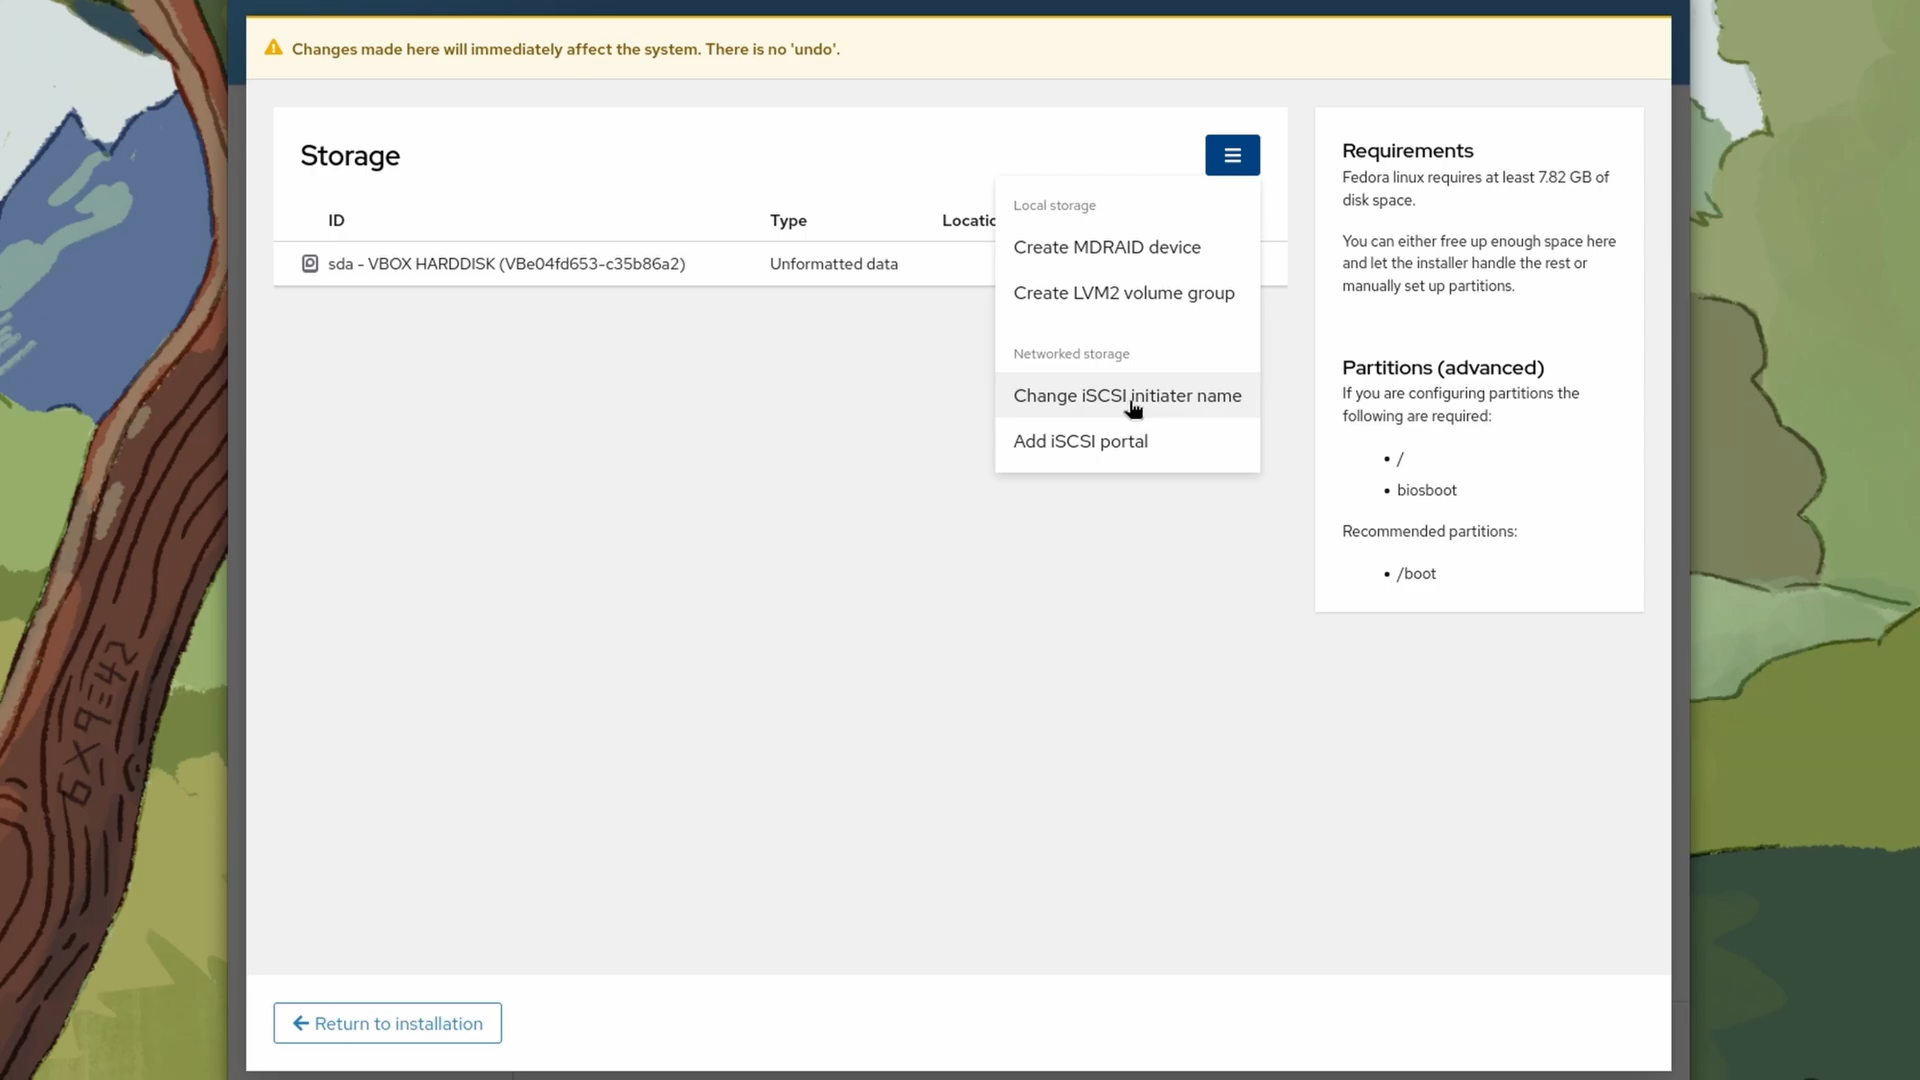 Changes made here will immediately affect the system. There is no 'undo'.
Storage
ID Type Locatio
sda - VBOX HARDDISK (VBe04fd653-c35b86a2) Unformatted data
Local storage
Create MDRAID device
Create LVM2 volume group
Networked storage
Change iSCSI initiater name
Add iSCSI portal
Requirements
Fedora linux requires at least 7.82 GB of
disk space.
You can either free up enough space here
and let the installer handle the rest or
manually set up partitions.
Partitions (advanced)
If you are configuring partitions the
following are required:
• /
• biosboot
Recommended partitions:
• /boot
Return to installation
6×9=42